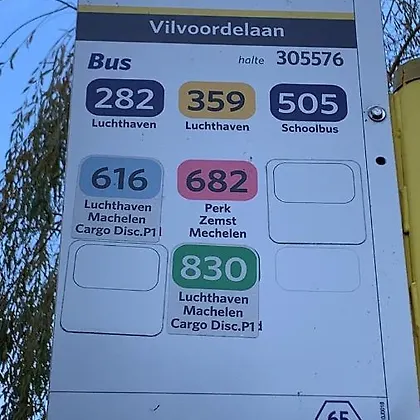 Vilvoordelaan
Bus halte 305576
282 359 505
Luchthaven Luchthaven Schoolbus
616 682
Luchthaven
Machelen
Cargo Disc.P1
Perk
Zemst
Mechelen
830
Luchthaven
Machelen
Cargo Disc.P1
65